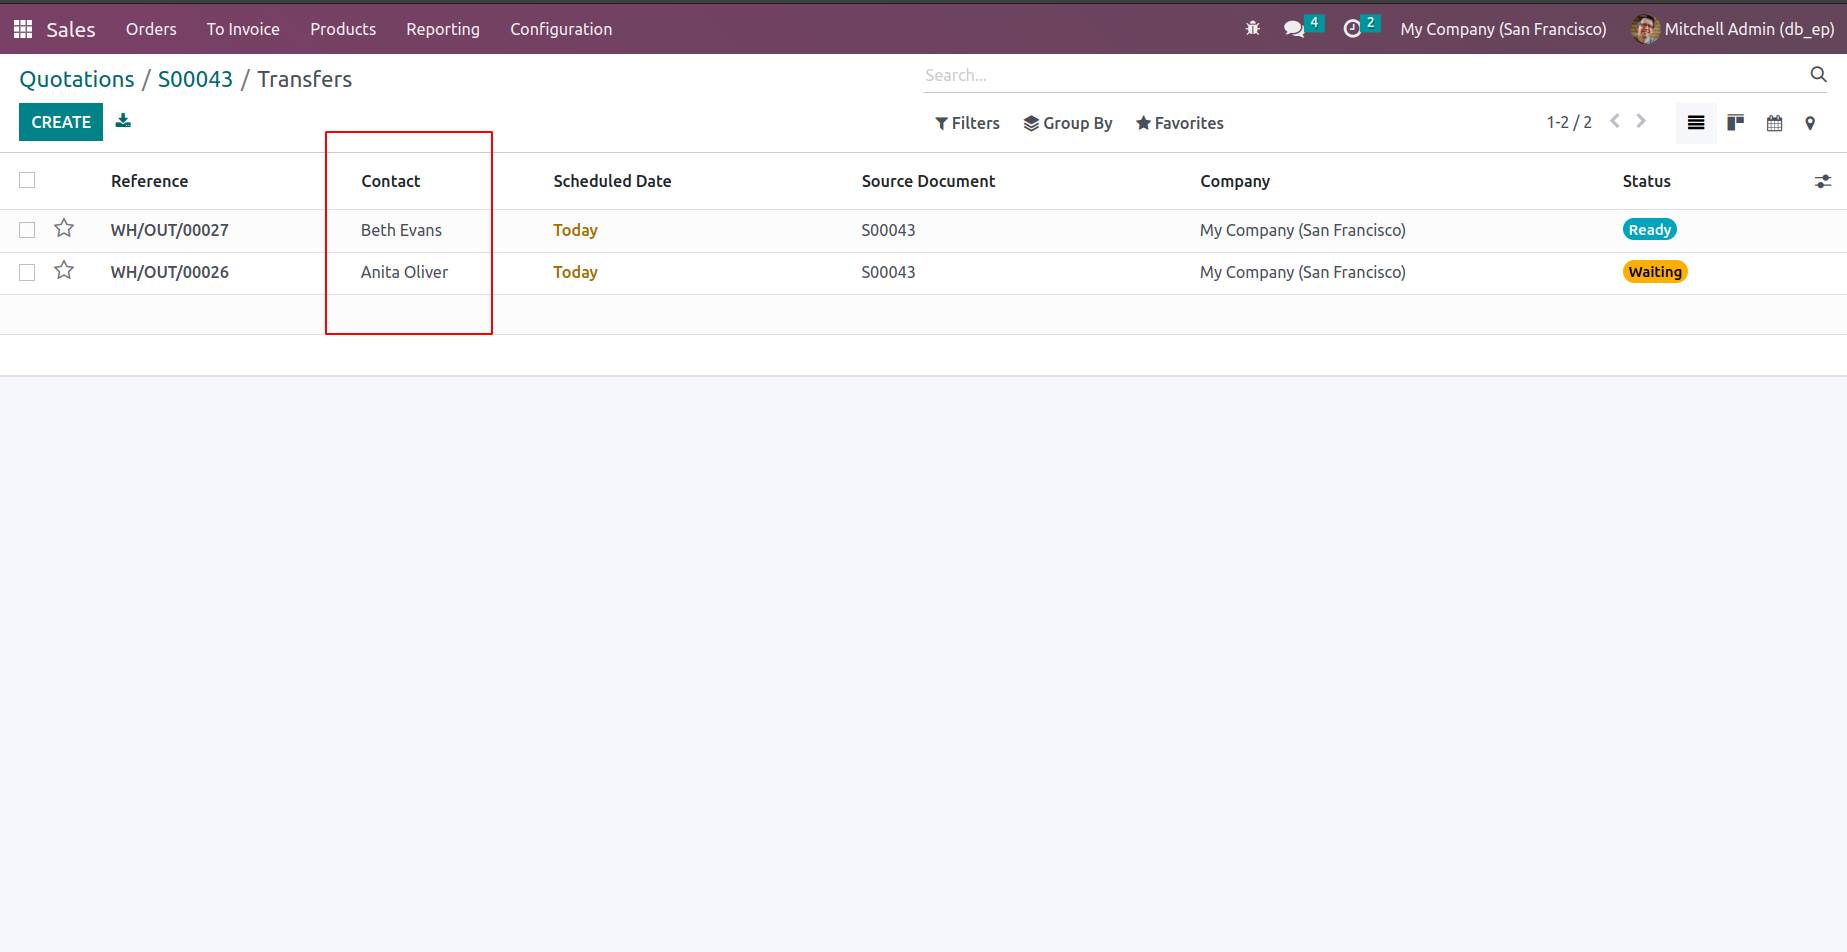 Sales Orders To Invoice Products Reporting Configuration 4 2 My Company (San Francisco) Mitchell Admin (db_ep)
Quotations / S00043 / Transfers
Search...
CREATE
Filters Group By Favorites 1-2 / 2
Reference Contact Scheduled Date Source Document Company Status
WH/OUT/00027 Beth Evans Today S00043 My Company (San Francisco) Ready
WH/OUT/00026 Anita Oliver Today S00043 My Company (San Francisco) Waiting